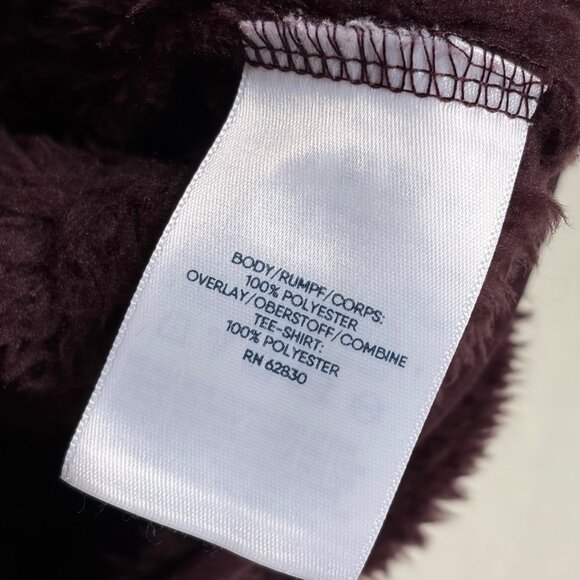 BODY/RUMPF/CORPS:
100% POLYESTER
OVERLAY/OBERSTOFF/COMBINE
TEE-SHIRT:
100% POLYESTER
RN 62830